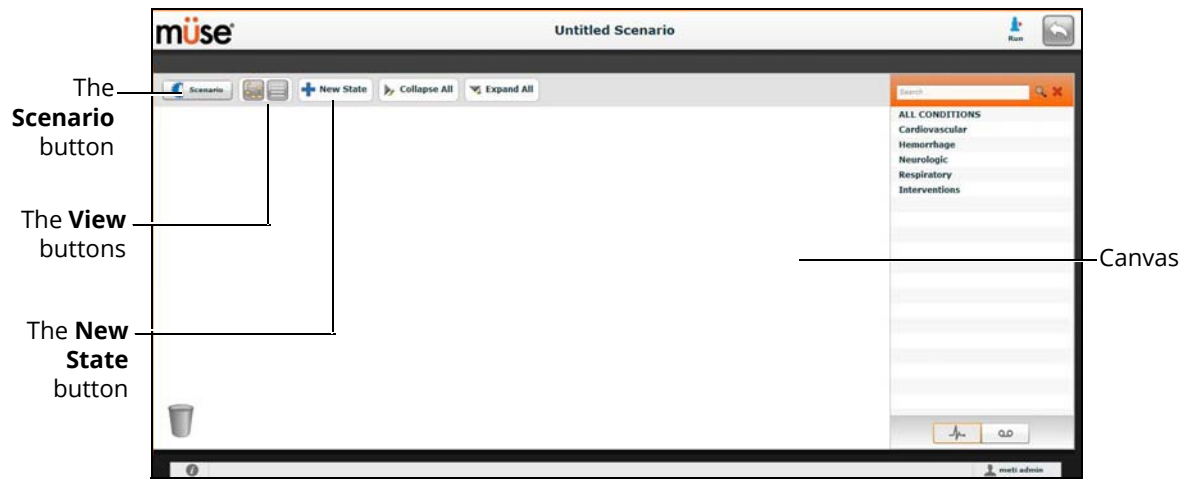 müse
Untitled Scenario
Run
The
Scenario
button
Scenario
New State
Collapse All
Expand All
Search
ALL CONDITIONS
Cardiovascular
Hemorrhage
Neurologic
Respiratory
Interventions
The View
buttons
Canvas
The New
State
button
meti admin